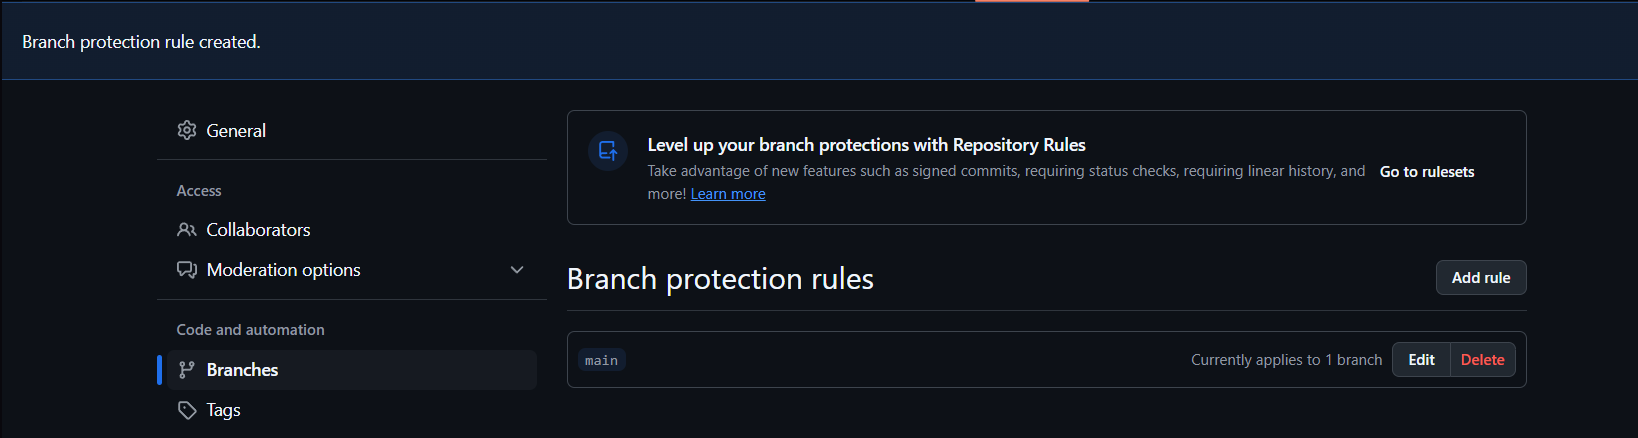 Branch protection rule created.
General
Access
Collaborators
Moderation options
Code and automation
Branches
Tags
Level up your branch protections with Repository Rules
Take advantage of new features such as signed commits, requiring status checks, requiring linear history, and
more! Learn more
Go to rulesets
Branch protection rules
Add rule
main
Currently applies to 1 branch
Edit
Delete